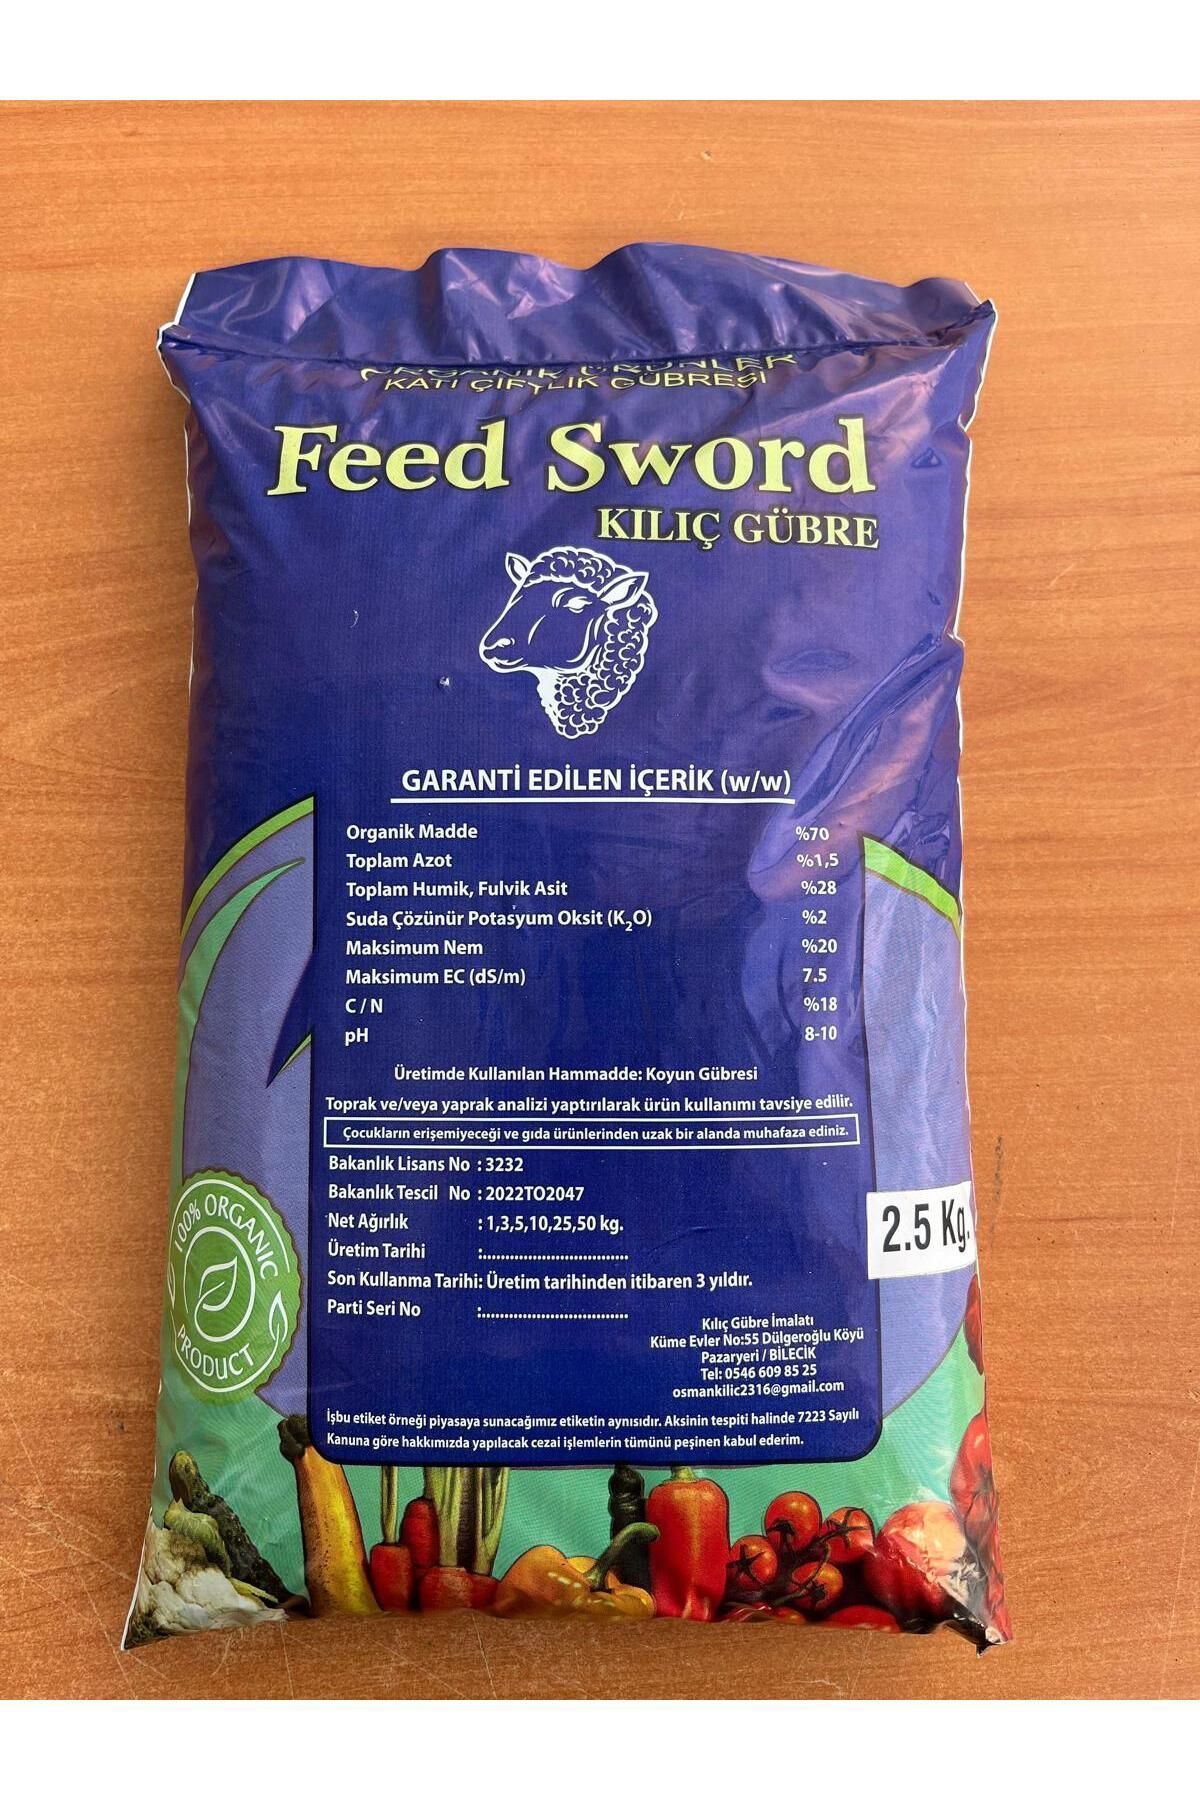 ORGANİK ÜRÜNLER
KATI ÇİFTLİK GÜBRESİ
Feed Sword
KILIÇ GÜBRE
GARANTİ EDİLEN İÇERİK (w/w)
Organik Madde %70
Toplam Azot %1,5
Toplam Humik, Fulvik Asit %28
Suda Çözünür Potasyum Oksit (K₂O) %2
Maksimum Nem %20
Maksimum EC (dS/m) 7.5
C / N %18
pH 8-10
Üretimde Kullanılan Hammadde: Koyun Gübresi
Toprak ve/veya yaprak analizi yaptırılarak ürün kullanımı tavsiye edilir.
Çocukların erişemiyeceği ve gıda ürünlerinden uzak bir alanda muhafaza ediniz.
Bakanlık Lisans No : 3232
Bakanlık Tescil No : 2022TO2047
Net Ağırlık : 1,3,5,10,25,50 kg.
Üretim Tarihi :................................
Son Kullanma Tarihi: Üretim tarihinden itibaren 3 yıldır.
Parti Seri No :................................
2.5 Kg.
100% ORGANIC
PRODUCT
Kılıç Gübre İmalatı
Küme Evler No:55 Dülgeroğlu Köyü
Pazaryeri / BİLECİK
Tel: 0546 609 85 25
osmankilic2316@gmail.com
İşbu etiket örneği piyasaya sunacağımız etiketin aynısıdır. Aksinin tespiti halinde 7223 Sayılı
Kanuna göre hakkımızda yapılacak cezai işlemlerin tümünü peşinen kabul ederim.